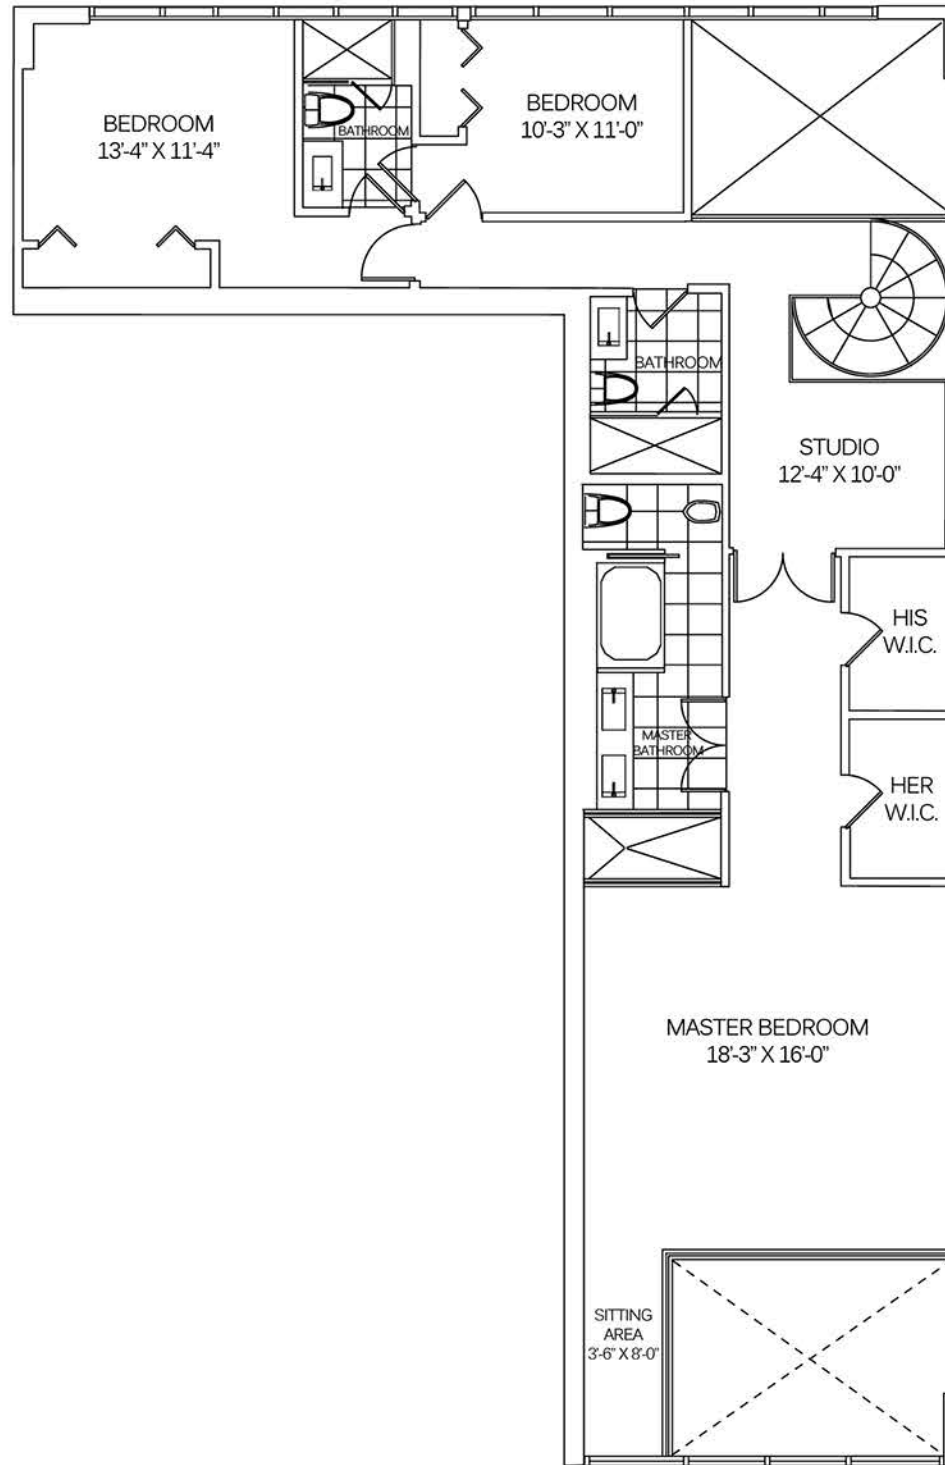 BEDROOM
13'-4" X 11'-4"
BATHROOM
BEDROOM
10'-3" X 11'-0"
BATHROOM
STUDIO
12'-4" X 10'-0"
HIS
W.I.C.
MASTER
BATHROOM
HER
W.I.C.
MASTER BEDROOM
18'-3" X 16'-0"
SITTING
AREA
3'-6" X 8'-0"